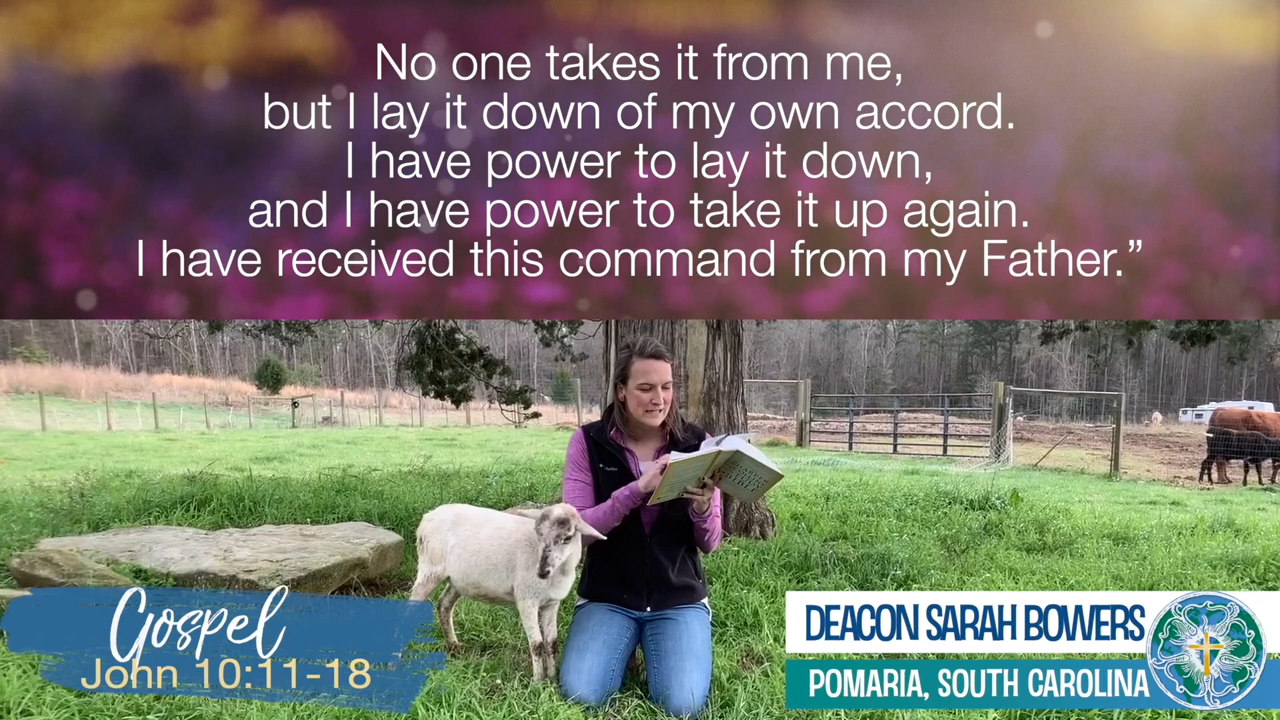 No one takes it from me,
but I lay it down of my own accord.
I have power to lay it down,
and I have power to take it up again.
I have received this command from my Father.”
Gospel
John 10:11-18
DEACON SARAH BOWERS
POMARIA, SOUTH CAROLINA